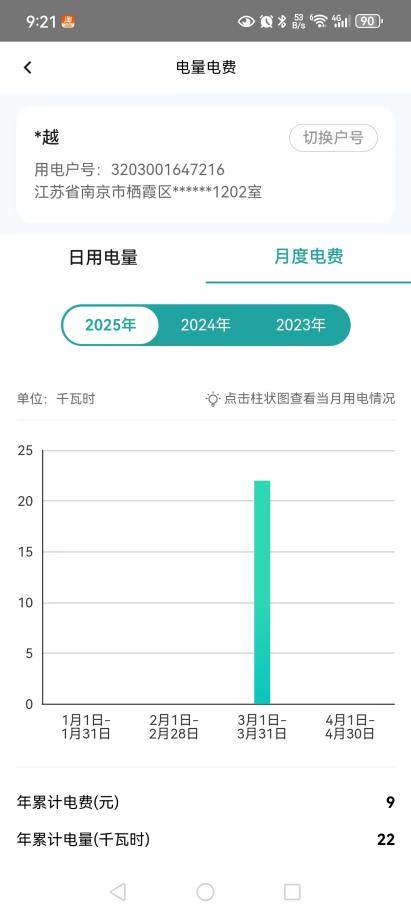 9:21
53 B/s 6 4G 90
电量电费
*越
切换户号
用电户号：3203001647216
江苏省南京市栖霞区******1202室
日用电量 月度电费
2025年 2024年 2023年
单位：千瓦时 点击柱状图查看当月用电情况
25
20
15
10
5
0
1月1日- 2月1日- 3月1日- 4月1日-
1月31日 2月28日 3月31日 4月30日
年累计电费(元) 9
年累计电量(千瓦时) 22